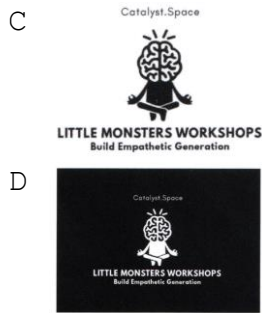 C
Catalyst.Space
LITTLE MONSTERS WORKSHOPS
Build Empathetic Generation
D
Catalyst.Space
LITTLE MONSTERS WORKSHOPS
Build Empathetic Generation